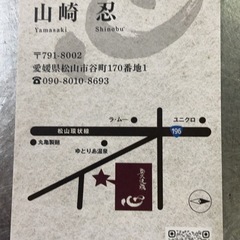 山崎 忍
Yamasaki Shinobu
〒791-8002
愛媛県松山市谷町170番地1
☎090-8010-8693
ラ・ムー
ユニクロ
松山環状線
196
丸亀製麺
ゆとりあ温泉
心